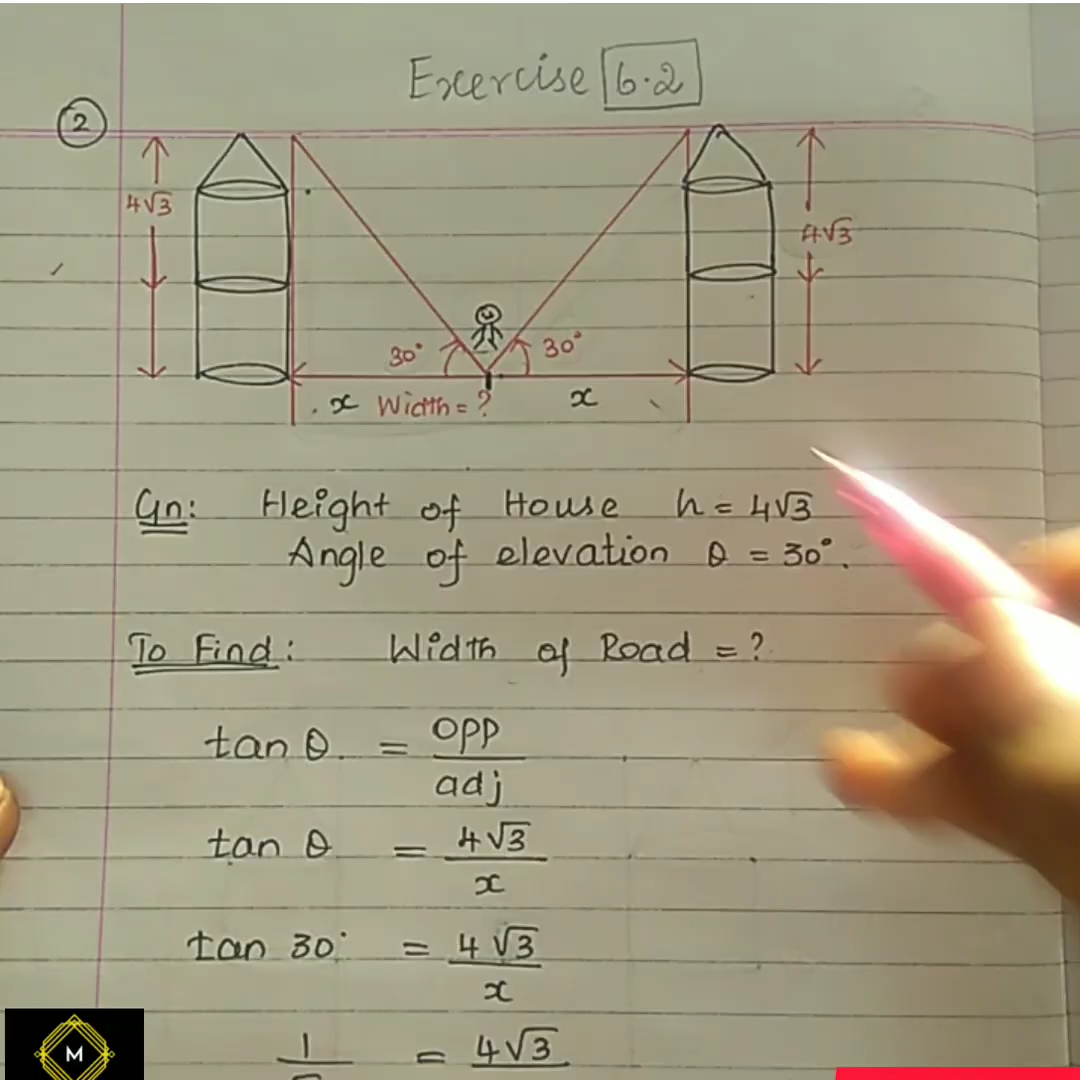 Exercise 6.2
2
4√3
4√3
30° 30°
x Width = ? x
Gn: Height of House h = 4√3
Angle of elevation θ = 30°.
To Find: Width of Road = ?
tan θ = opp/adj
tan θ = 4√3/x
tan 30° = 4√3/x
1 = 4√3
M